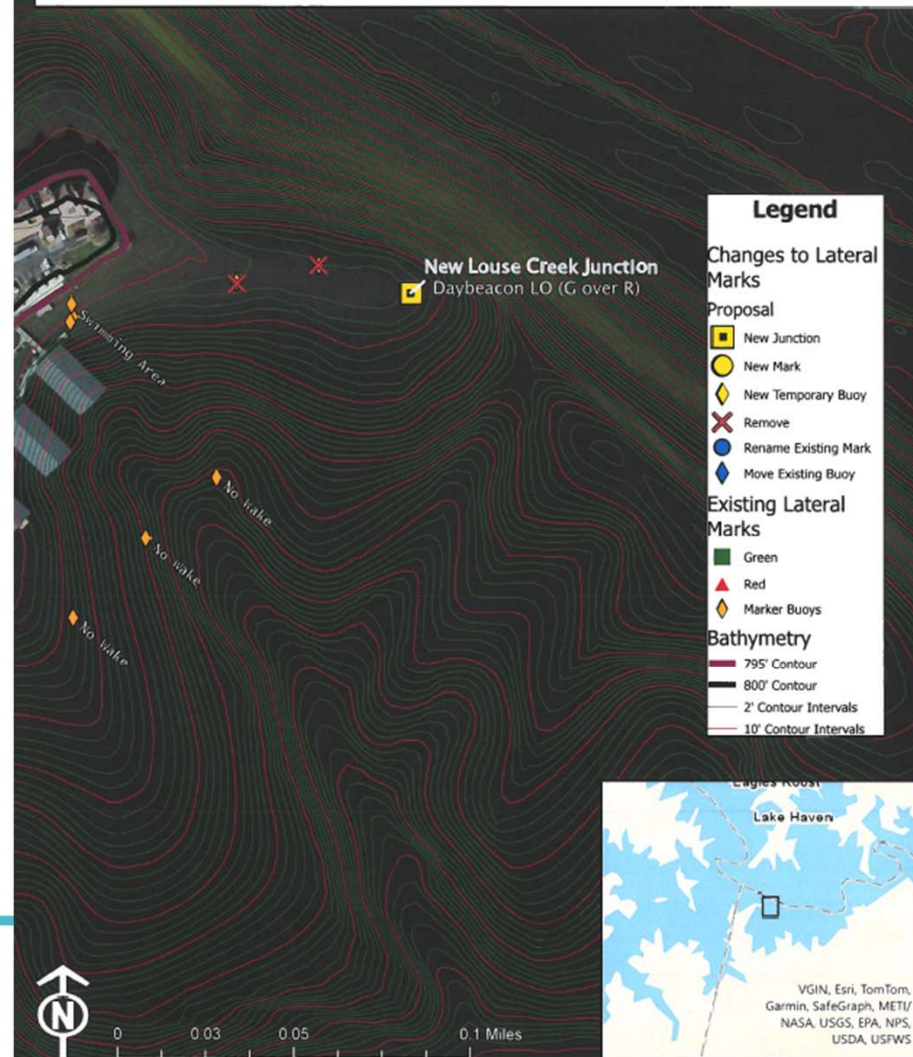 New Louse Creek Junction
Daybeacon LO (G over R)
Swimming Area
No wake
No wake
No wake
Legend
Changes to Lateral
Marks
Proposal
New Junction
New Mark
New Temporary Buoy
Remove
Rename Existing Mark
Move Existing Buoy
Existing Lateral
Marks
Green
Red
Marker Buoys
Bathymetry
795' Contour
800' Contour
2' Contour Intervals
10' Contour Intervals
Eagles Roost
Lake Haven
VGIN, Esri, TomTom,
Garmin, SafeGraph, METI/
NASA, USGS, EPA, NPS,
USDA, USFWS
N
0 0.03 0.05 0.1 Miles